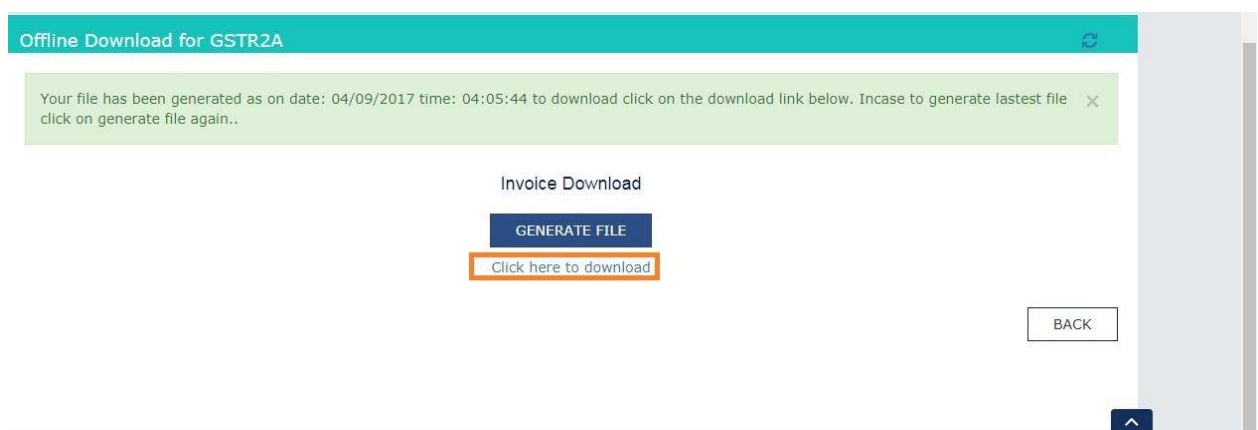 Offline Download for GSTR2A
Your file has been generated as on date: 04/09/2017 time: 04:05:44 to download click on the download link below. Incase to generate lastest file
click on generate file again..
Invoice Download
GENERATE FILE
Click here to download
BACK